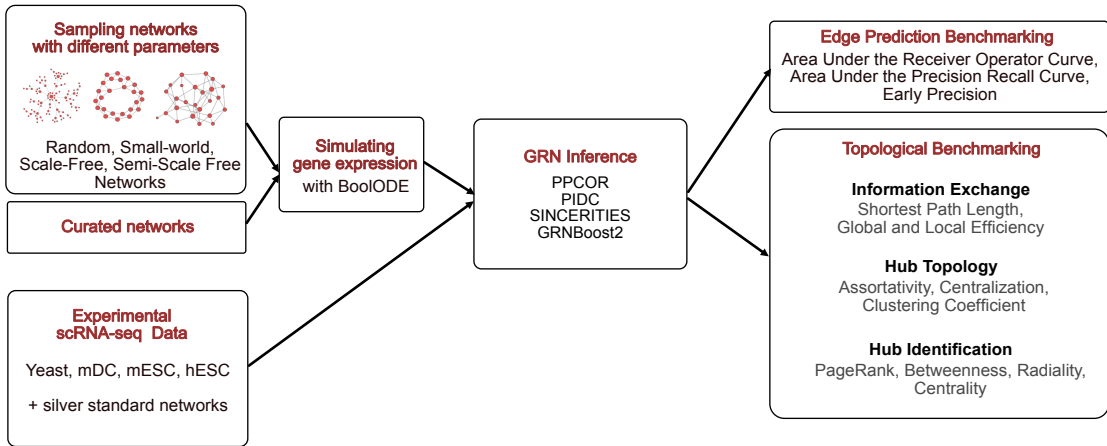 Sampling networks
with different parameters
Random, Small-world,
Scale-Free, Semi-Scale Free
Networks
Curated networks
Experimental
scRNA-seq Data
Yeast, mDC, mESC, hESC
+ silver standard networks
Simulating
gene expression
with BoolODE
GRN Inference
PPCOR
PIDC
SINCERITIES
GRNBoost2
Edge Prediction Benchmarking
Area Under the Receiver Operator Curve,
Area Under the Precision Recall Curve,
Early Precision
Topological Benchmarking
Information Exchange
Shortest Path Length,
Global and Local Efficiency
Hub Topology
Assortativity, Centralization,
Clustering Coefficient
Hub Identification
PageRank, Betweenness, Radiality,
Centrality